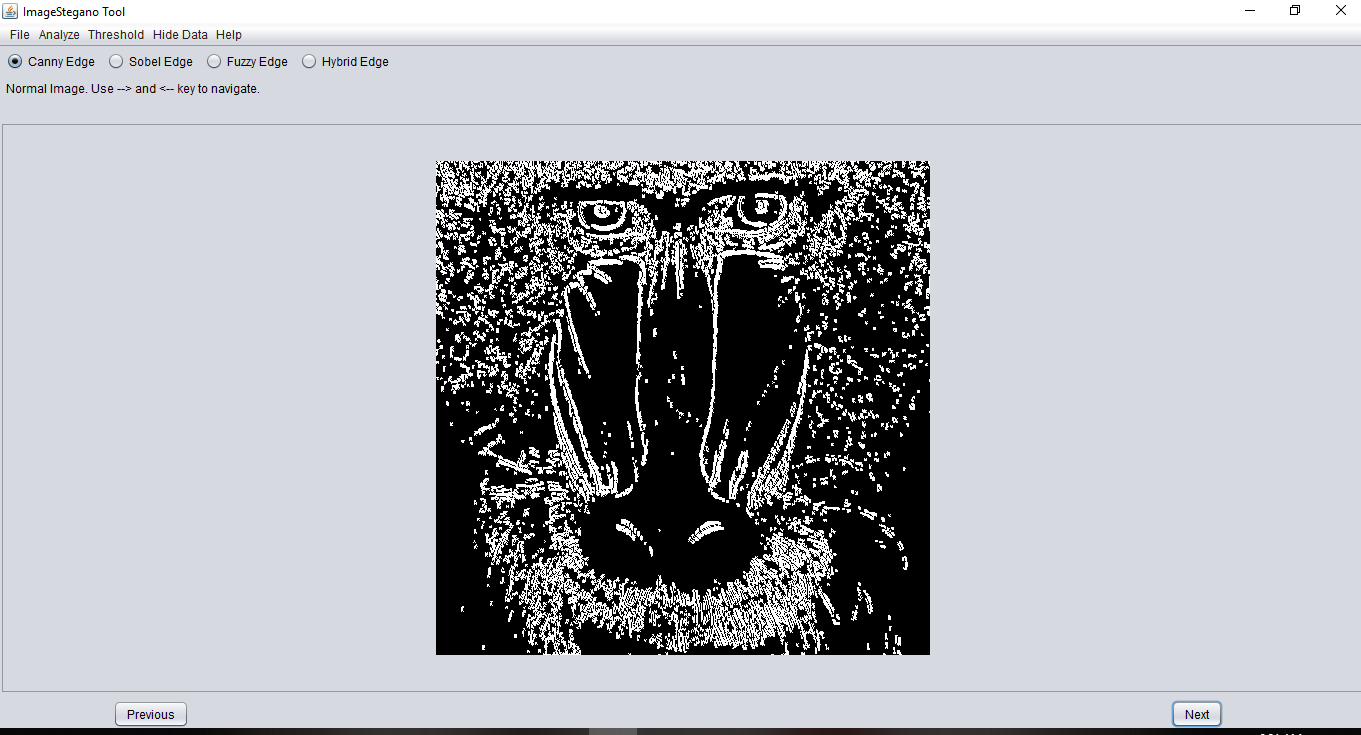 ImageStegano Tool
File Analyze Threshold Hide Data Help
Canny Edge Sobel Edge Fuzzy Edge Hybrid Edge
Normal Image. Use --> and <-- key to navigate.
Previous Next